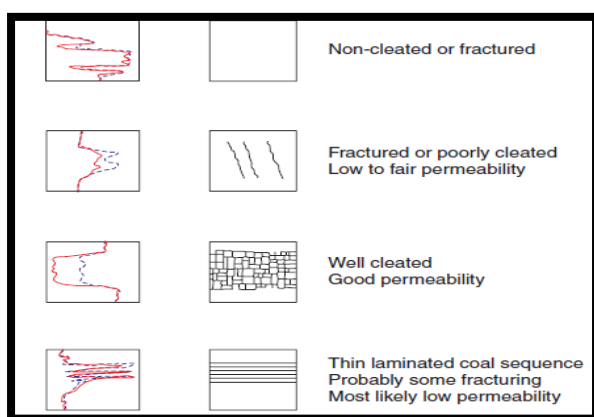 Non-cleated or fractured
Fractured or poorly cleated
Low to fair permeability
Well cleated
Good permeability
Thin laminated coal sequence
Probably some fracturing
Most likely low permeability